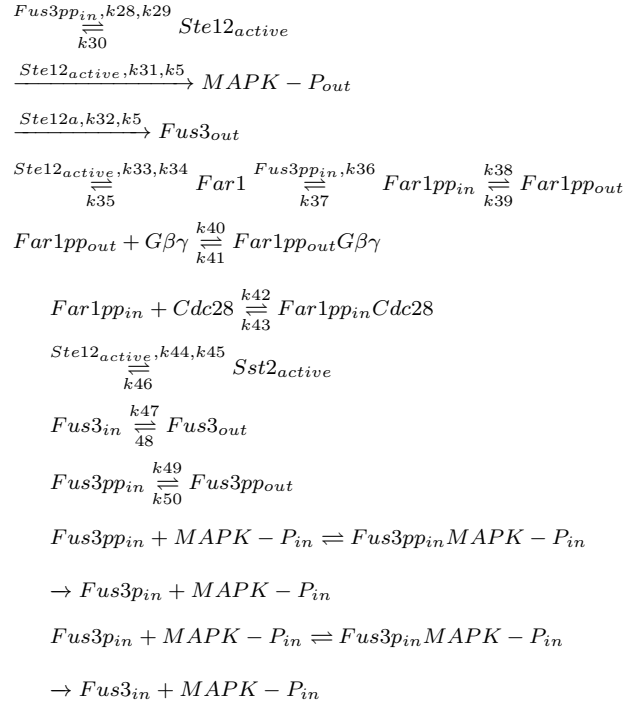 Fus3pp_in,k28,k29 ⇌ k30 Ste12_active
Ste12_active,k31,k5 → MAPK − P_out
Ste12a,k32,k5 → Fus3_out
Ste12_active,k33,k34 ⇌ k35 Far1 Fus3pp_in,k36 ⇌ k37 Far1pp_in k38 ⇌ k39 Far1pp_out
Far1pp_out + Gβγ k40 ⇌ k41 Far1pp_outGβγ
Far1pp_in + Cdc28 k42 ⇌ k43 Far1pp_inCdc28
Ste12_active,k44,k45 ⇌ k46 Sst2_active
Fus3_in k47 ⇌ 48 Fus3_out
Fus3pp_in k49 ⇌ k50 Fus3pp_out
Fus3pp_in + MAPK − P_in ⇌ Fus3pp_inMAPK − P_in
→ Fus3p_in + MAPK − P_in
Fus3p_in + MAPK − P_in ⇌ Fus3p_inMAPK − P_in
→ Fus3_in + MAPK − P_in